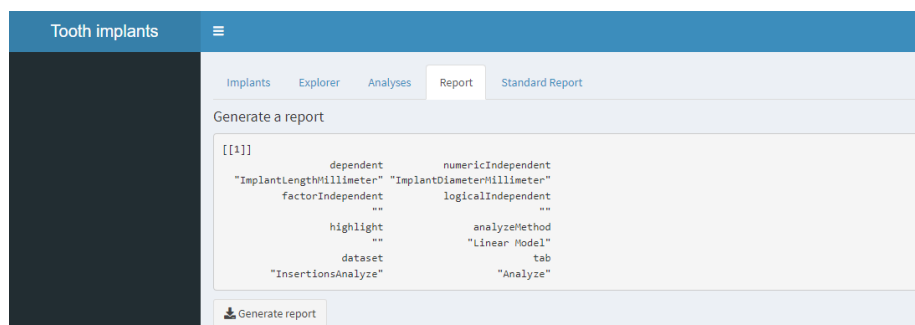 Tooth implants
Implants Explorer Analyses Report Standard Report
Generate a report
[[1]]
dependent numericIndependent
"ImplantLengthMillimeter" "ImplantDiameterMillimeter"
factorIndependent logicalIndependent
"" ""
highlight analyzeMethod
"" "Linear Model"
dataset tab
"InsertionsAnalyze" "Analyze"
Generate report